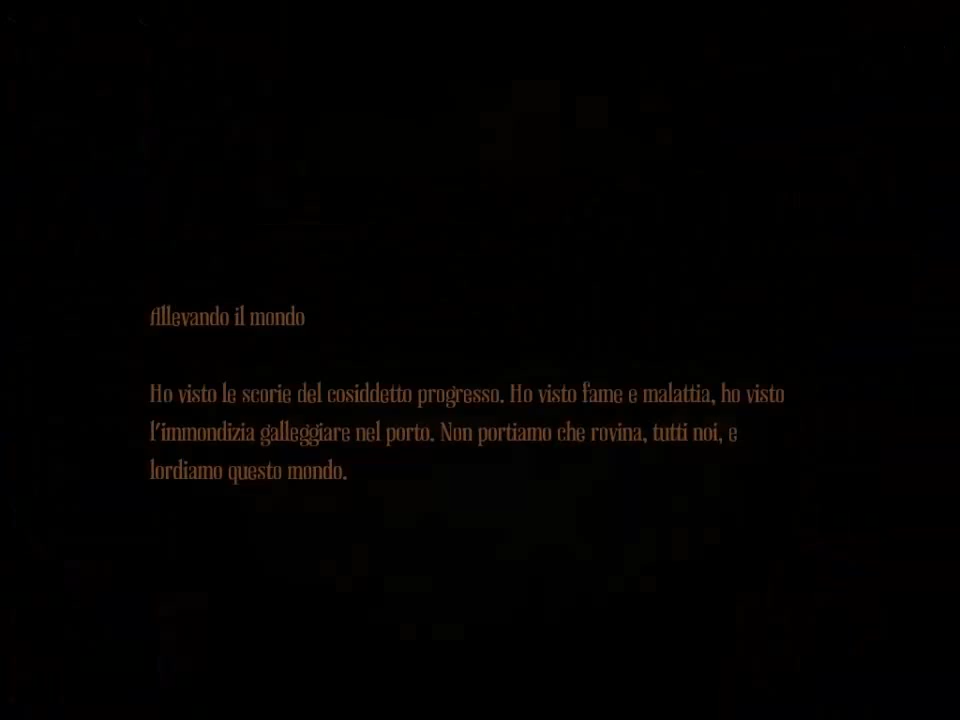 Allevando il mondo
Ho visto le scorie del cosiddetto progresso. Ho visto fame e malattia, ho visto
l'immondizia galleggiare nel porto. Non portiamo che rovina, tutti noi, e
lordiamo questo mondo.